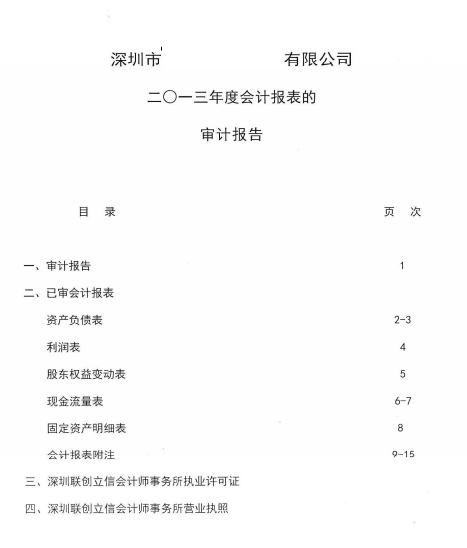 深圳市 有限公司
二〇一三年度会计报表的
审计报告
目 录 页 次
一、审计报告 1
二、已审会计报表
资产负债表 2-3
利润表 4
股东权益变动表 5
现金流量表 6-7
固定资产明细表 8
会计报表附注 9-15
三、深圳联创立信会计师事务所执业许可证
四、深圳联创立信会计师事务所营业执照